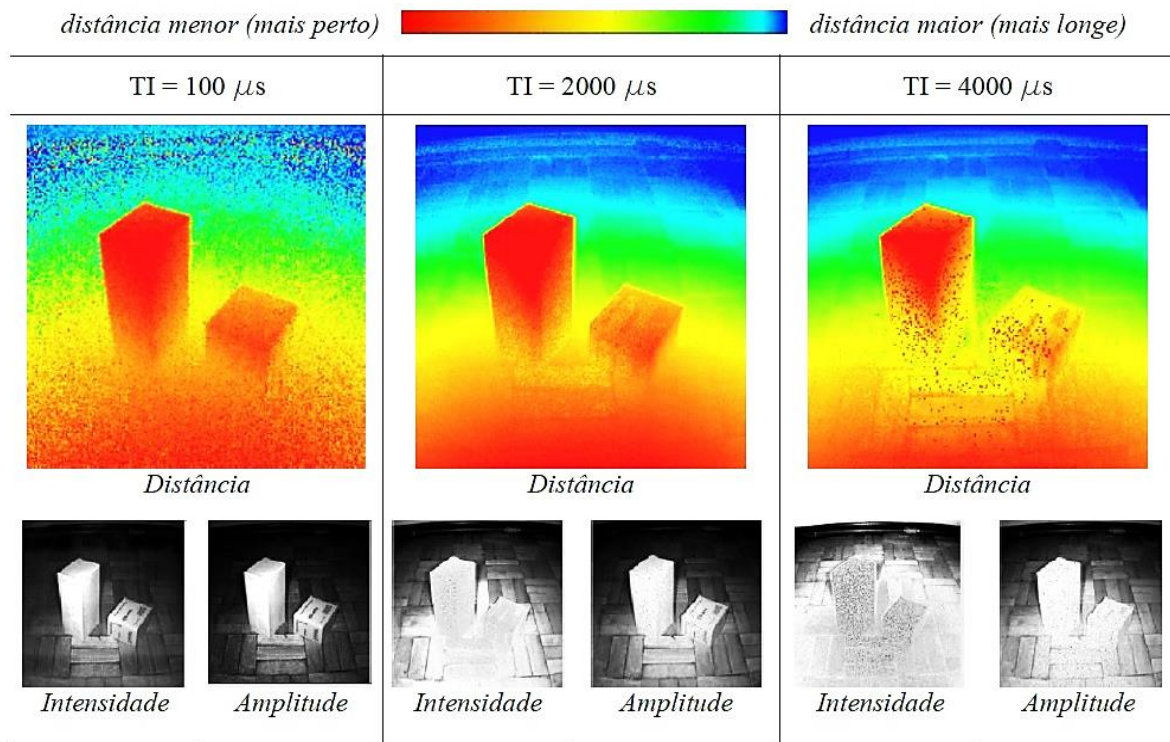 distância menor (mais perto) distância maior (mais longe)
TI = 100 μs TI = 2000 μs TI = 4000 μs
Distância Distância Distância
Intensidade Amplitude Intensidade Amplitude Intensidade Amplitude